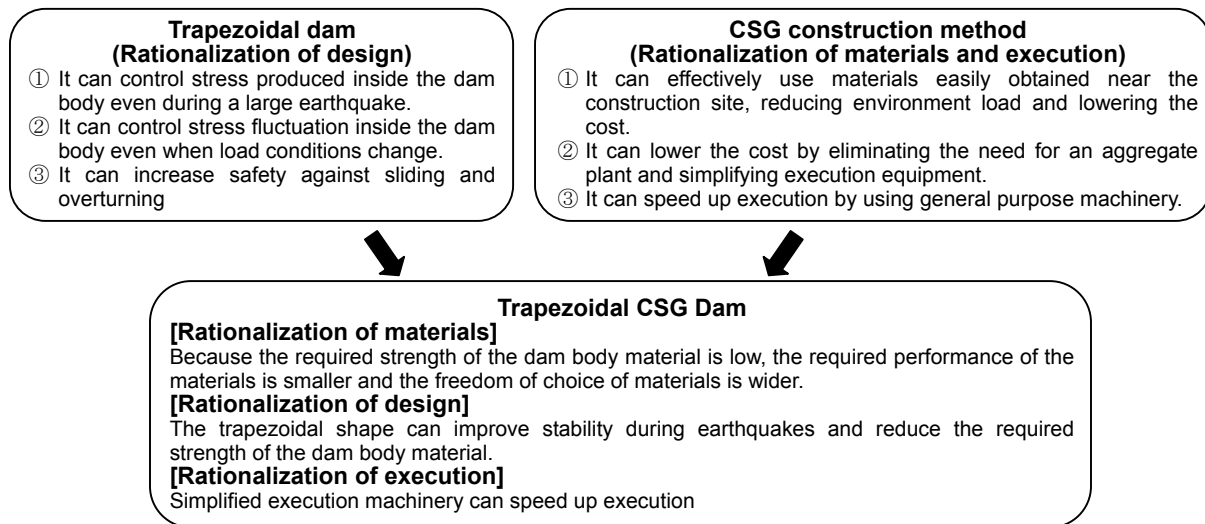 Trapezoidal dam
(Rationalization of design)
① It can control stress produced inside the dam
body even during a large earthquake.
② It can control stress fluctuation inside the dam
body even when load conditions change.
③ It can increase safety against sliding and
overturning
CSG construction method
(Rationalization of materials and execution)
① It can effectively use materials easily obtained near the
construction site, reducing environment load and lowering the
cost.
② It can lower the cost by eliminating the need for an aggregate
plant and simplifying execution equipment.
③ It can speed up execution by using general purpose machinery.
Trapezoidal CSG Dam
[Rationalization of materials]
Because the required strength of the dam body material is low, the required performance of the
materials is smaller and the freedom of choice of materials is wider.
[Rationalization of design]
The trapezoidal shape can improve stability during earthquakes and reduce the required
strength of the dam body material.
[Rationalization of execution]
Simplified execution machinery can speed up execution